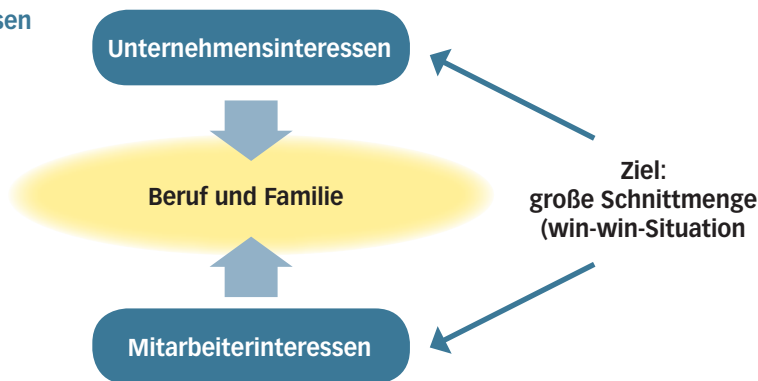 sen
Unternehmensinteressen
Beruf und Familie
Ziel:
große Schnittmenge
(win-win-Situation
Mitarbeiterinteressen